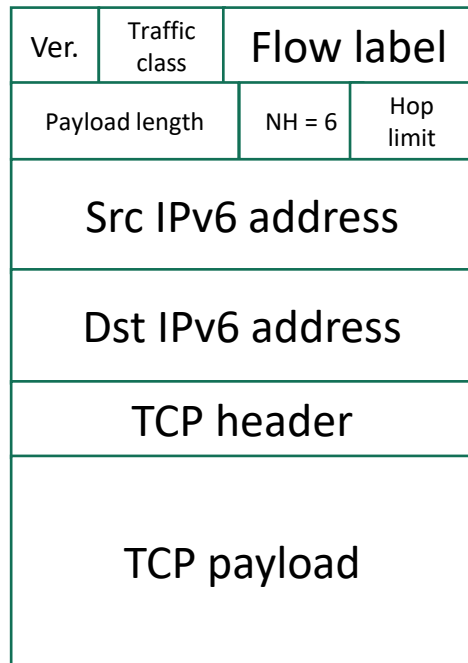 Ver.
Traffic
class
Flow label
Payload length
NH = 6
Hop
limit
Src IPv6 address
Dst IPv6 address
TCP header
TCP payload